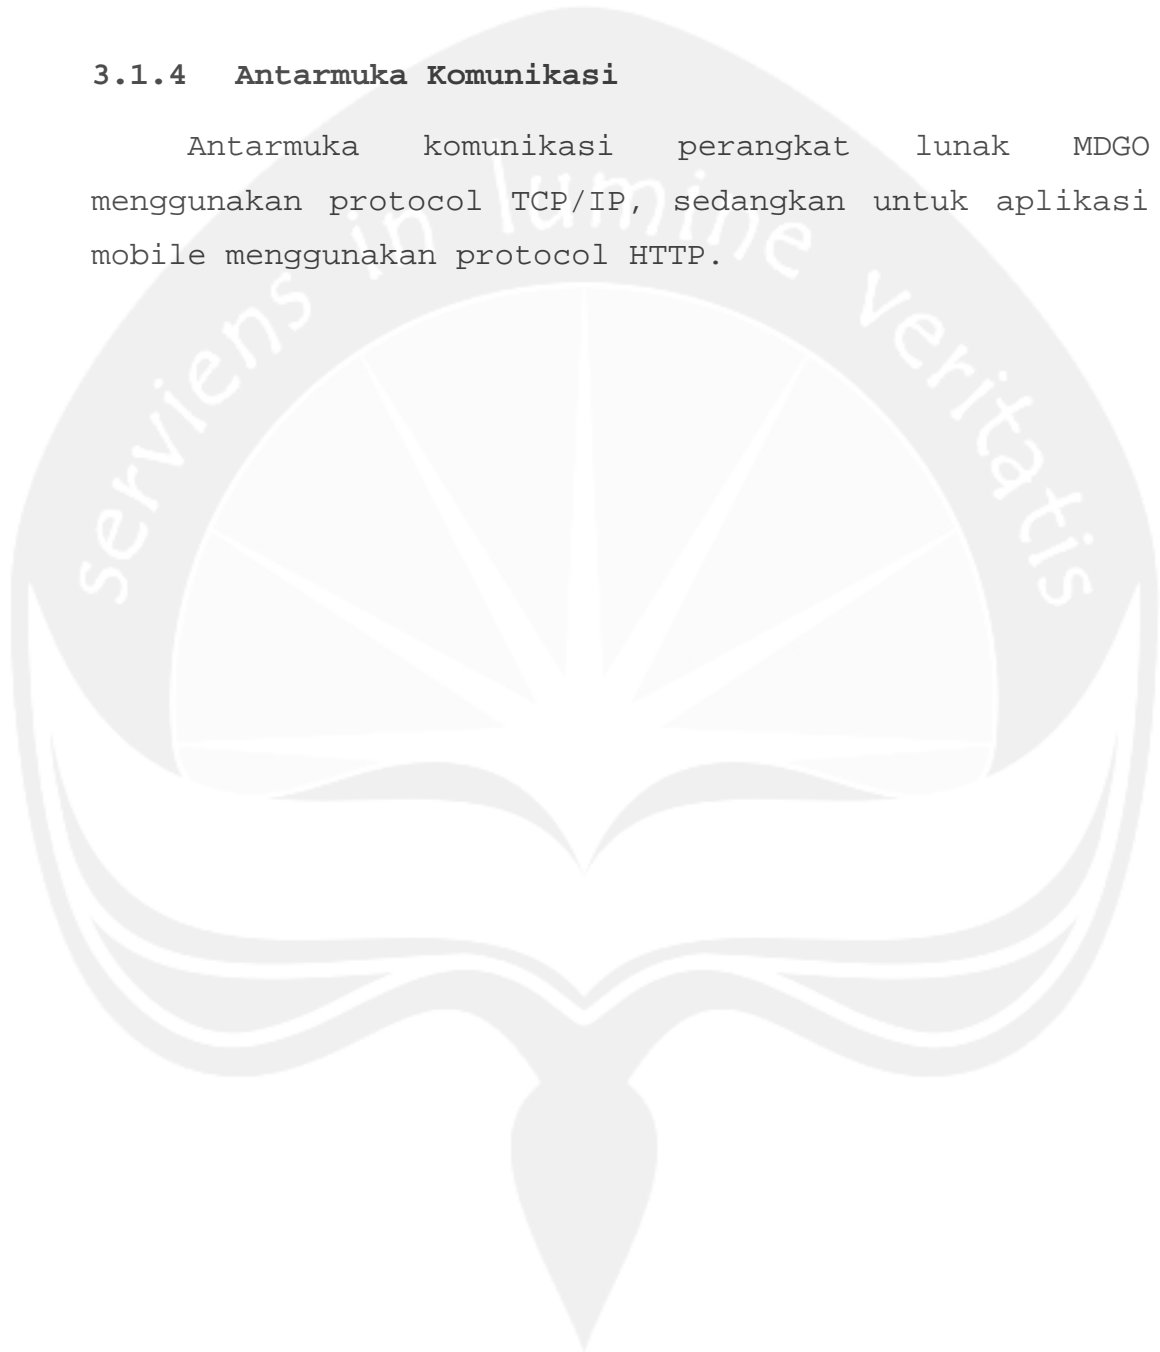 3.1.4 Antarmuka Komunikasi
Antarmuka komunikasi perangkat lunak MDGO
menggunakan protocol TCP/IP, sedangkan untuk aplikasi
mobile menggunakan protocol HTTP.
serviens in lumine veritatis